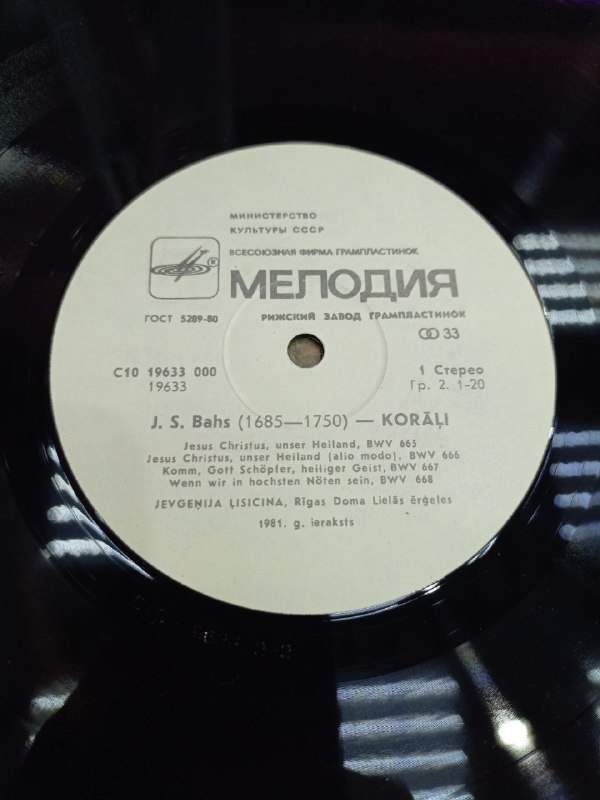 МИНИСТЕРСТВО
КУЛЬТУРЫ СССР
ВСЕСОЮЗНАЯ ФИРМА ГРАМПЛАСТИНОК
® МЕЛОДИЯ
ГОСТ 5289-80
РИЖСКИЙ ЗАВОД ГРАМПЛАСТИНОК
33
С10 19633 000
19633
1 Стерео
Гр. 2. 1-20
J. S. Bahs (1685—1750) — KORĀĻI
Jesus Christus, unser Heiland, BWV 665
Jesus Christus, unser Heiland (alio modo), BWV 666
Komm, Gott Schöpfer, heiliger Geist, BWV 667
Wenn wir in hochsten Nöten sein, BWV 668
JEVGEŅIJA ĻISICINA, Rīgas Doma Lielās ērģeles
1981. g. ieraksts